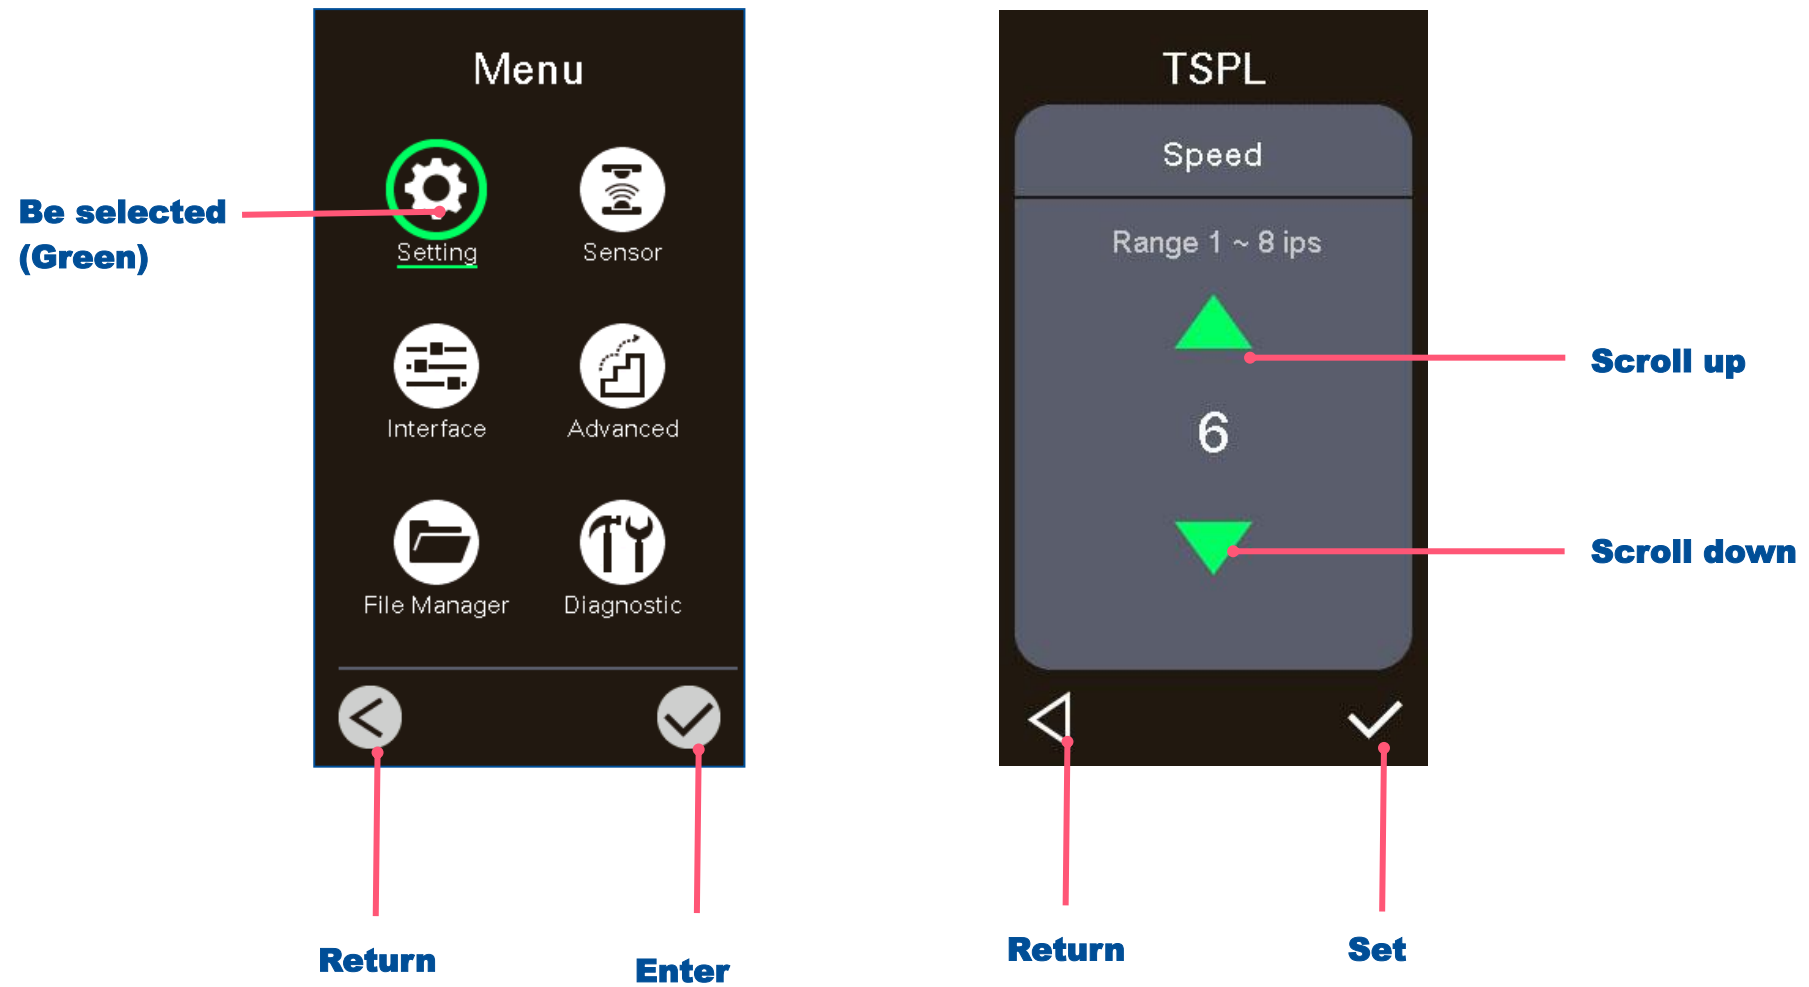 Menu
Be selected
(Green)
Setting
Sensor
Interface
Advanced
File Manager
Diagnostic
Return
Enter
TSPL
Speed
Range 1 ~ 8 ips
Scroll up
6
Scroll down
Return
Set